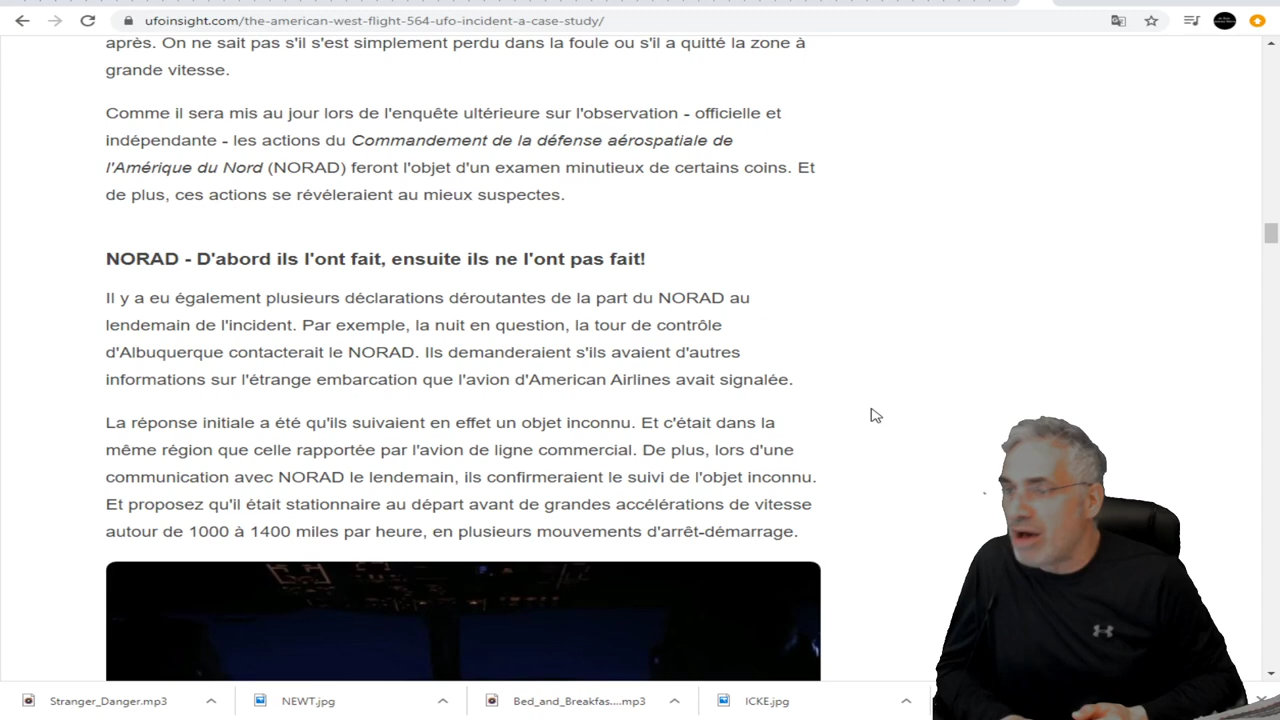 ufoinsight.com/the-american-west-flight-564-ufo-incident-a-case-study/
après. On ne sait pas s'il s'est simplement perdu dans la foule ou s'il a quitté la zone à
grande vitesse.
Comme il sera mis au jour lors de l'enquête ultérieure sur l'observation - officielle et
indépendante - les actions du Commandement de la défense aérospatiale de
l'Amérique du Nord (NORAD) feront l'objet d'un examen minutieux de certains coins. Et
de plus, ces actions se révéleraient au mieux suspectes.
NORAD - D'abord ils l'ont fait, ensuite ils ne l'ont pas fait!
Il y a eu également plusieurs déclarations déroutantes de la part du NORAD au
lendemain de l'incident. Par exemple, la nuit en question, la tour de contrôle
d'Albuquerque contacterait le NORAD. Ils demanderaient s'ils avaient d'autres
informations sur l'étrange embarcation que l'avion d'American Airlines avait signalée.
La réponse initiale a été qu'ils suivaient en effet un objet inconnu. Et c'était dans la
même région que celle rapportée par l'avion de ligne commercial. De plus, lors d'une
communication avec NORAD le lendemain, ils confirmeraient le suivi de l'objet inconnu.
Et proposez qu'il était stationnaire au départ avant de grandes accélérations de vitesse
autour de 1000 à 1400 miles par heure, en plusieurs mouvements d'arrêt-démarrage.
Stranger_Danger.mp3
NEWT.jpg
Bed_and_Breakfas....mp3
ICKE.jpg